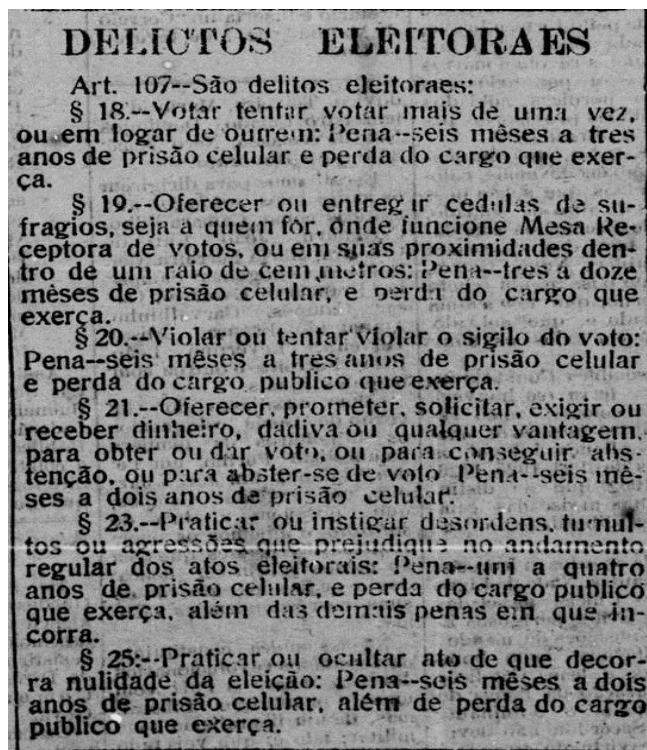 DELICTOS ELEITORAES
Art. 107--São delitos eleitoraes:
§ 18.--Votar tentar votar mais de uma vez,
ou em logar de outrem: Pena--seis mêses a tres
anos de prisão celular e perda do cargo que exer-
ça.
§ 19.--Oferecer ou entregir cedulas de su-
fragios, seja a quem fôr, onde funcione Mesa Re-
ceptora de votos, ou em suas proximidades den-
tro de um raio de cem metros: Pena--tres a doze
mêses de prisão celular, e perda do cargo que
exerça.
§ 20.--Violar ou tentar violar o sigilo do voto:
Pena--seis mêses a tres anos de prisão celular
e perda do cargo publico que exerça.
§ 21.--Oferecer, prometer, solicitar, exigir ou
receber dinheiro, dadiva ou qualquer vantagem,
para obter ou dar voto, ou para conseguir abs-
tenção, ou para abster-se de voto Pena--seis mê-
ses a dois anos de prisão celular.
§ 23.--Praticar ou instigar desordens, tumul-
tos ou agressões que prejudique no andamento
regular dos atos eleitorais: Pena--um a quatro
anos de prisão celular, e perda do cargo publico
que exerça, além das demais penas em que in-
corra.
§ 25:--Praticar ou ocultar ato de que decor-
ra nulidade da eleição: Pena--seis mêses a dois
anos de prisão celular, além de perda do cargo
publico que exerça.